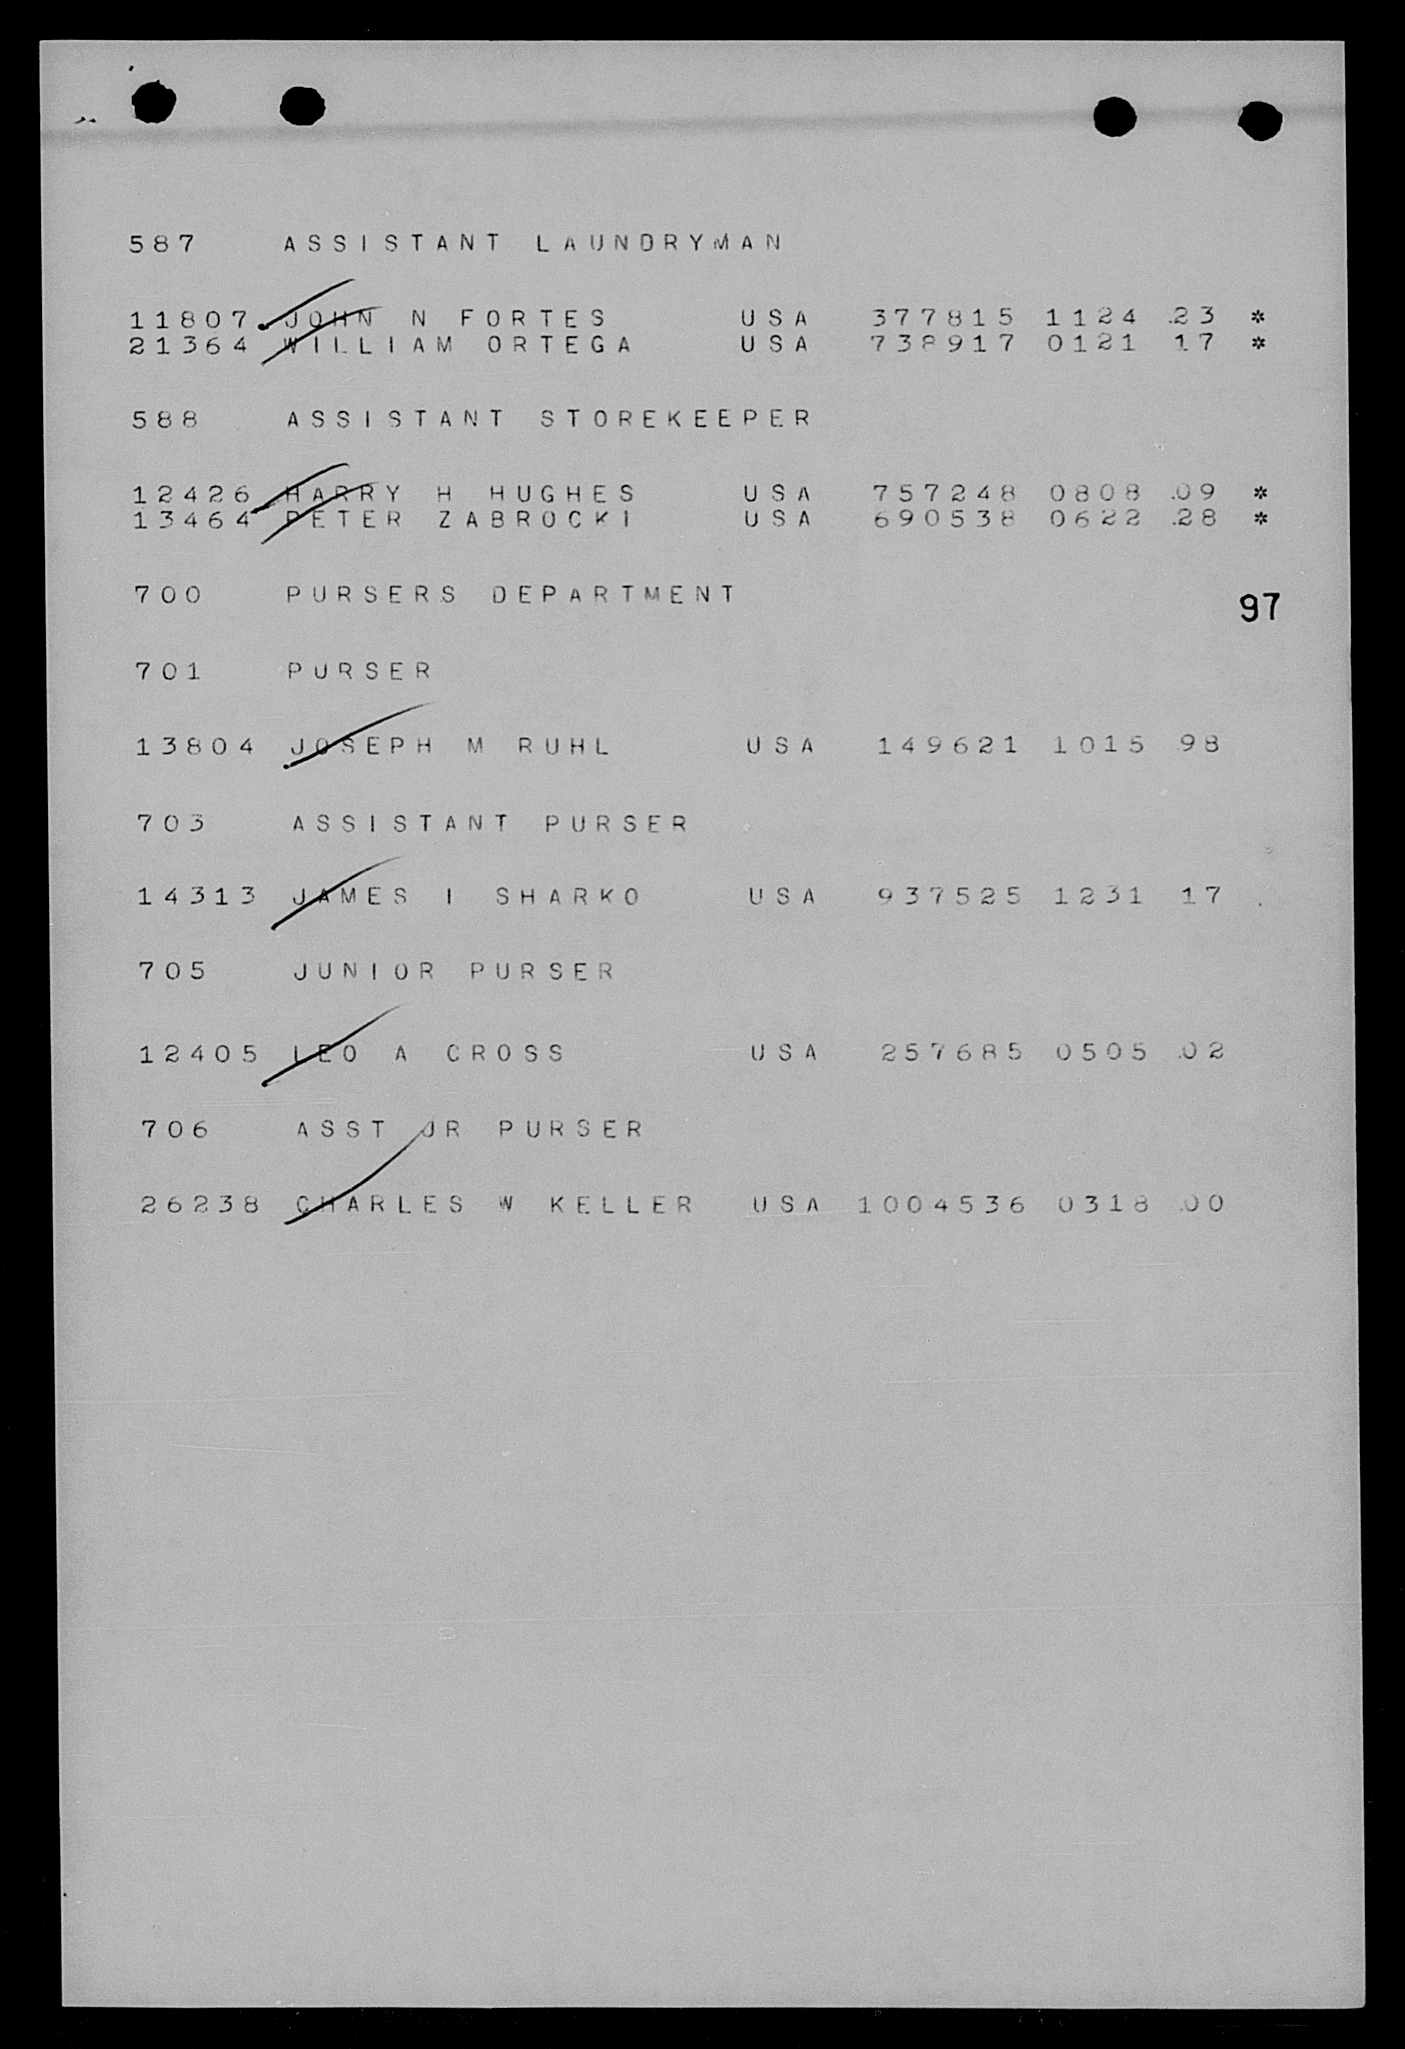 587 ASSISTANT LAUNDRYMAN
11807 JOHN N FORTES USA 377815 1124 23 *
21364 WILLIAM ORTEGA USA 738917 0121 17 *
588 ASSISTANT STOREKEEPER
12426 HARRY H HUGHES USA 757248 0808 09 *
13464 PETER ZABROCKI USA 690538 0622 28 *
700 PURSERS DEPARTMENT
97
701 PURSER
13804 JOSEPH M RUHL USA 149621 1015 98
703 ASSISTANT PURSER
14313 JAMES I SHARKO USA 937525 1231 17
705 JUNIOR PURSER
12405 LEO A CROSS USA 257685 0505 02
706 ASST JR PURSER
26238 CHARLES W KELLER USA 1004536 0318 00